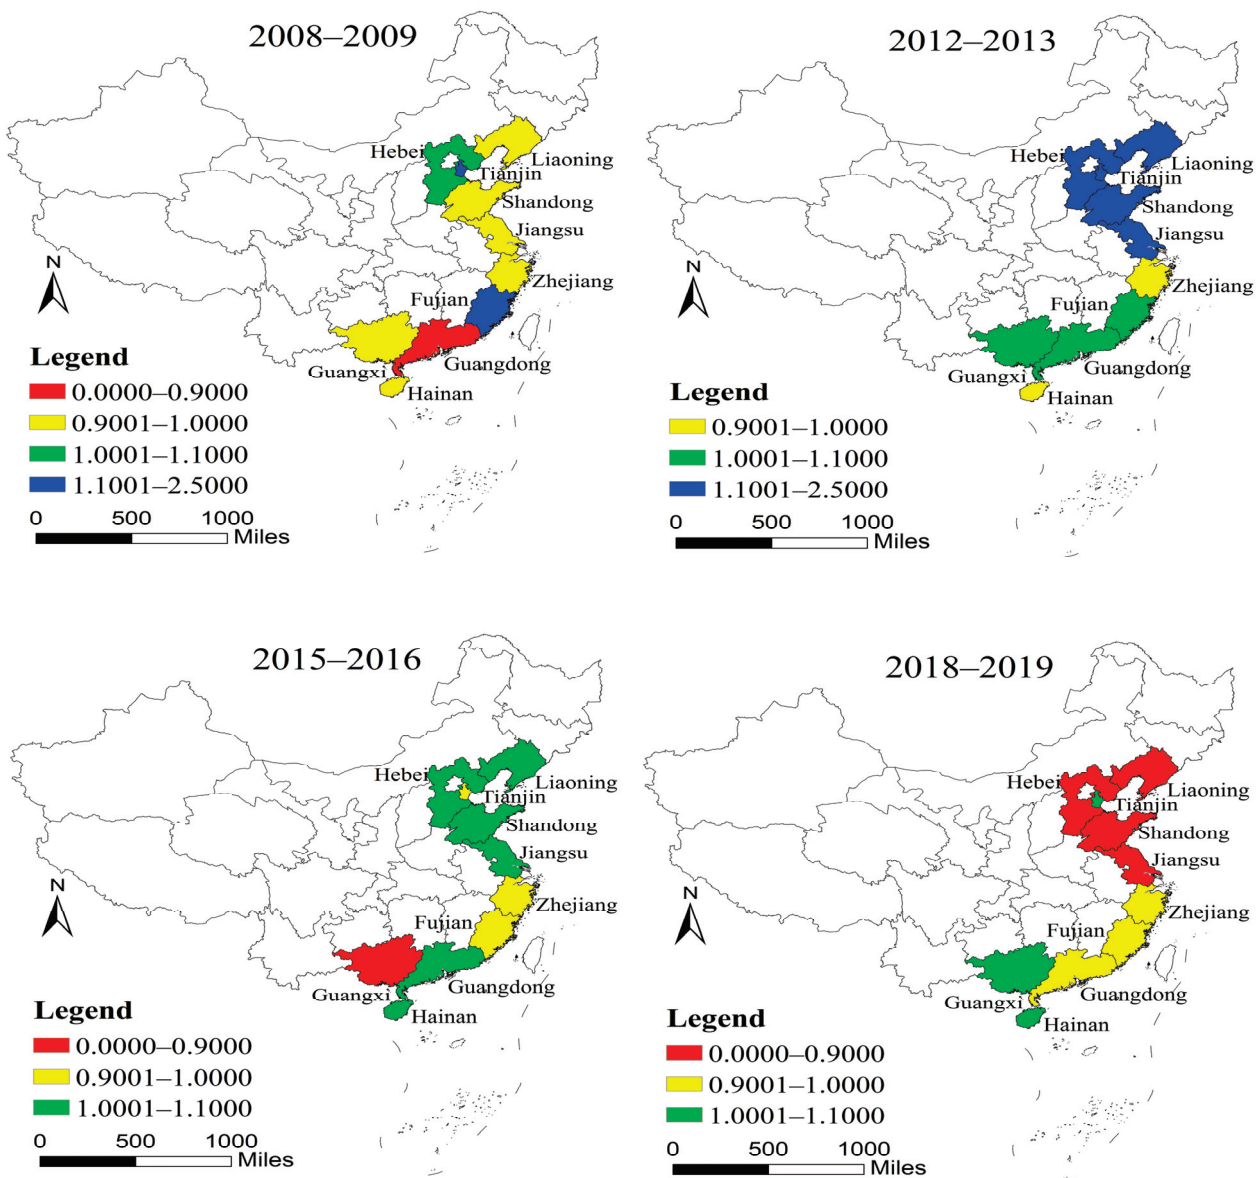 2008–2009
Hebei
Liaoning
Tianjin
Shandong
Jiangsu
Zhejiang
Fujian
Guangdong
Guangxi
Hainan
N
Legend
0.0000–0.9000
0.9001–1.0000
1.0001–1.1000
1.1001–2.5000
0 500 1000
Miles
2012–2013
Hebei
Liaoning
Tianjin
Shandong
Jiangsu
Zhejiang
Fujian
Guangdong
Guangxi
Hainan
N
Legend
0.9001–1.0000
1.0001–1.1000
1.1001–2.5000
0 500 1000
Miles
2015–2016
Hebei
Liaoning
Tianjin
Shandong
Jiangsu
Zhejiang
Fujian
Guangdong
Guangxi
Hainan
N
Legend
0.0000–0.9000
0.9001–1.0000
1.0001–1.1000
0 500 1000
Miles
2018–2019
Hebei
Liaoning
Tianjin
Shandong
Jiangsu
Zhejiang
Fujian
Guangdong
Guangxi
Hainan
N
Legend
0.0000–0.9000
0.9001–1.0000
1.0001–1.1000
0 500 1000
Miles